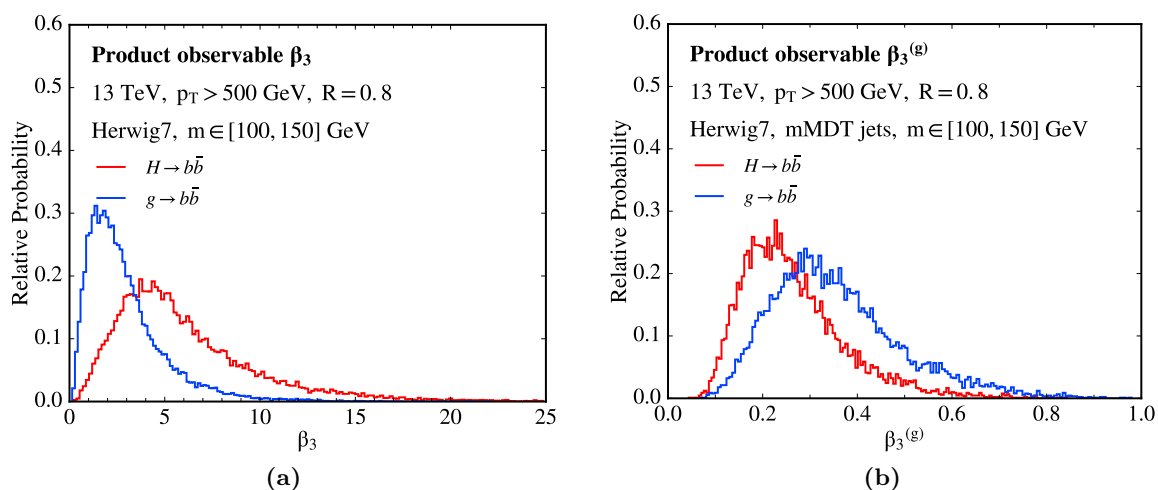 0.6
0.5
0.4
0.3
0.2
0.1
0.0
Relative Probability
Product observable β₃
13 TeV, p_T > 500 GeV, R = 0. 8
Herwig7, m ∈ [100, 150] GeV
H → bb̄
g → bb̄
0 5 10 15 20 25
β₃
(a)
0.6
0.5
0.4
0.3
0.2
0.1
0.0
Relative Probability
Product observable β₃⁽ᵍ⁾
13 TeV, p_T > 500 GeV, R = 0. 8
Herwig7, mMDT jets, m ∈ [100, 150] GeV
H → bb̄
g → bb̄
0.0 0.2 0.4 0.6 0.8 1.0
β₃⁽ᵍ⁾
(b)